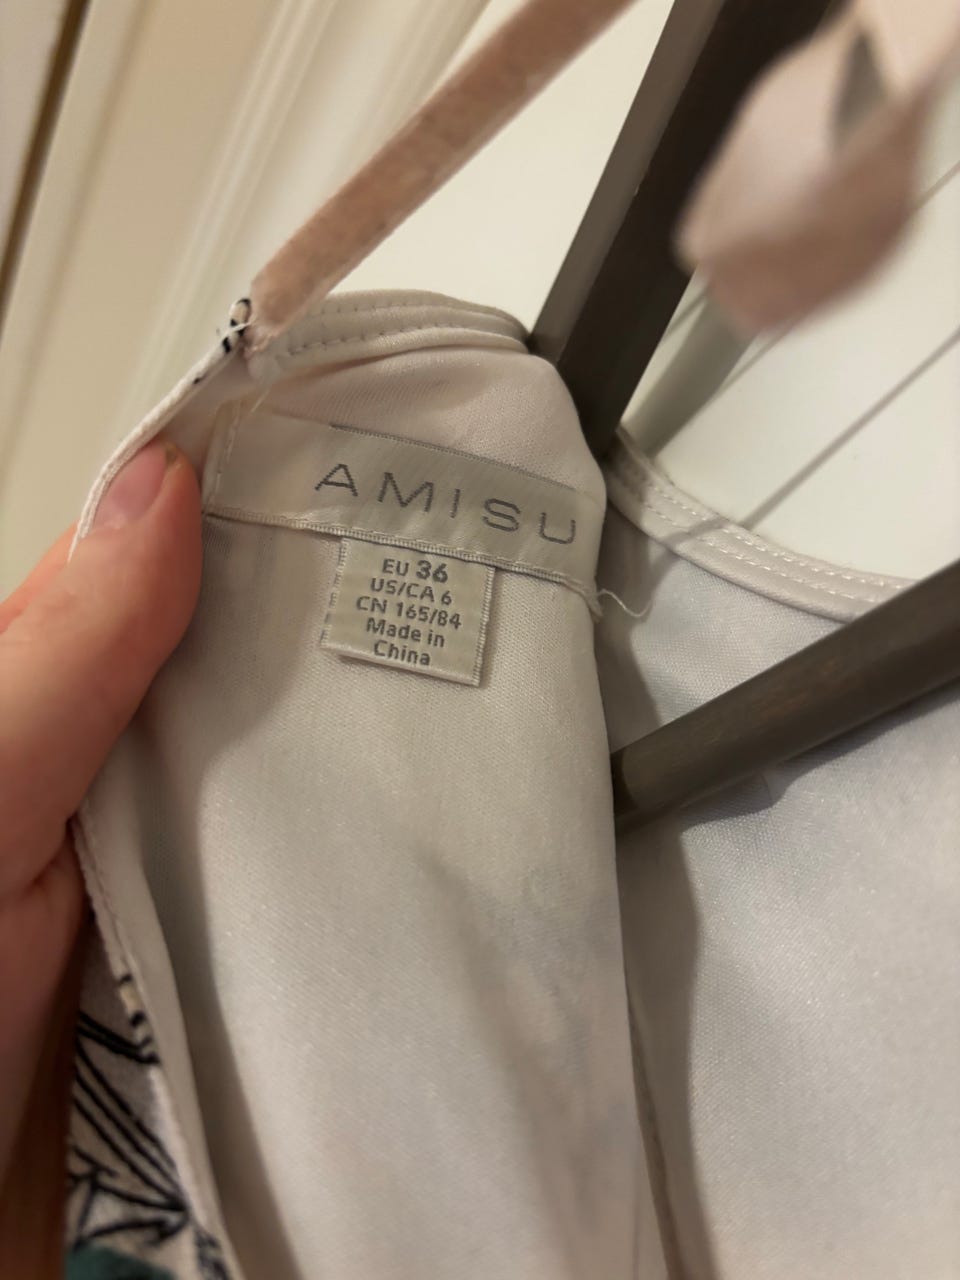 AMISU
EU 36
US/CA 6
CN 165/84
Made in
China